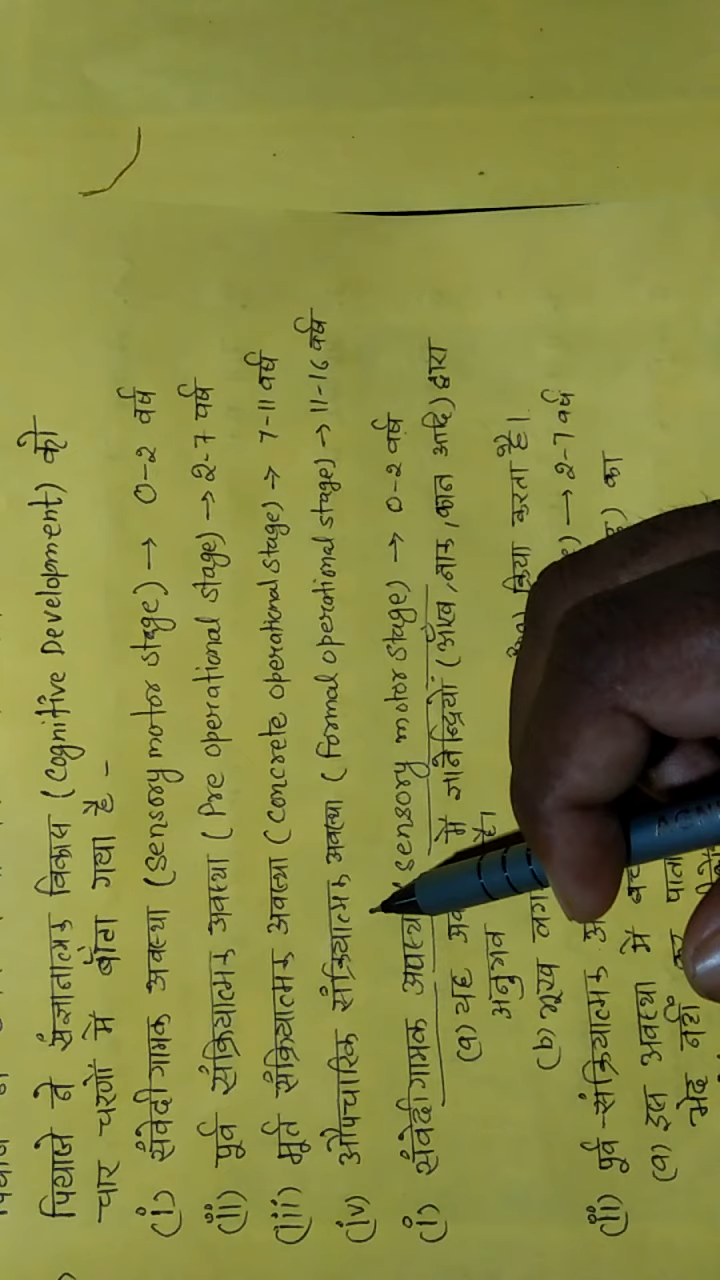 पियाजे ने संज्ञानात्मक विकास (Cognitive Development) को
चार चरणों में बाँटा गया है -
(i) संवेदी गामक अवस्था (Sensory motor stage) → 0-2 वर्ष
(ii) पूर्व संक्रियात्मक अवस्था (Pre operational stage) → 2-7 वर्ष
(iii) मूर्त संक्रियात्मक अवस्था (Concrete operational stage) → 7-11 वर्ष
(iv) औपचारिक संक्रियात्मक अवस्था (formal operational stage) → 11-16 वर्ष
(i) संवेदी गामक अवस्था sensory motor stage) → 0-2 वर्ष
(a) यह में ज्ञानेन्द्रियों (आँख, नाक, कान आदि) द्वारा
अनुभव है।
(b) भूख क्रिया करता है।
(ii) पूर्व-संक्रियात्मक → 2-7 वर्ष
(a) इस अवस्था में का
भेद नहीं कर